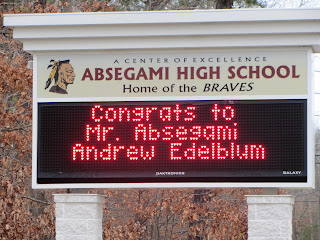 A CENTER OF EXCELLENCE
ABSEGAMI HIGH SCHOOL
Home of the BRAVES
Congrats to
Mr. Absegami
Andrew Edelblum
DAKTRONICS
GALAXY